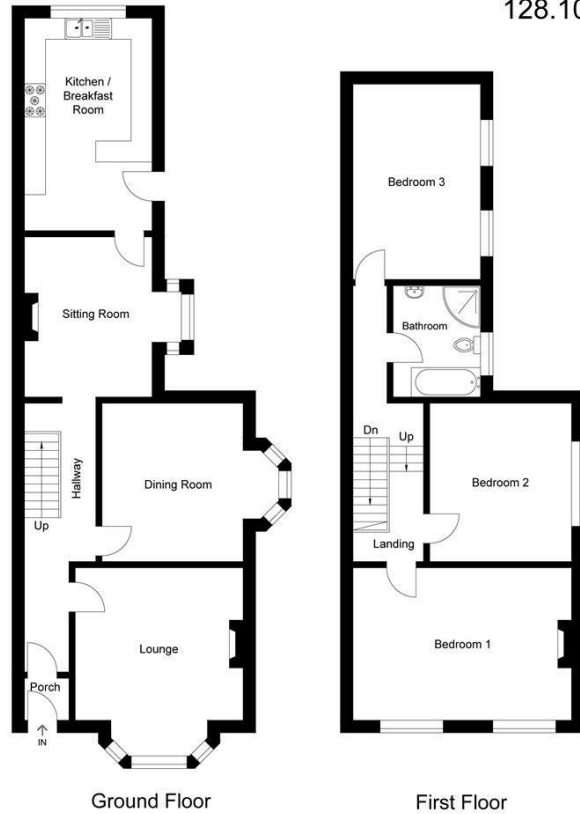 128.10
Kitchen /
Breakfast
Room
Sitting Room
Hallway
Up
Dining Room
Lounge
Porch
IN
Ground Floor
Bedroom 3
Bathroom
Dn
Up
Bedroom 2
Landing
Bedroom 1
First Floor